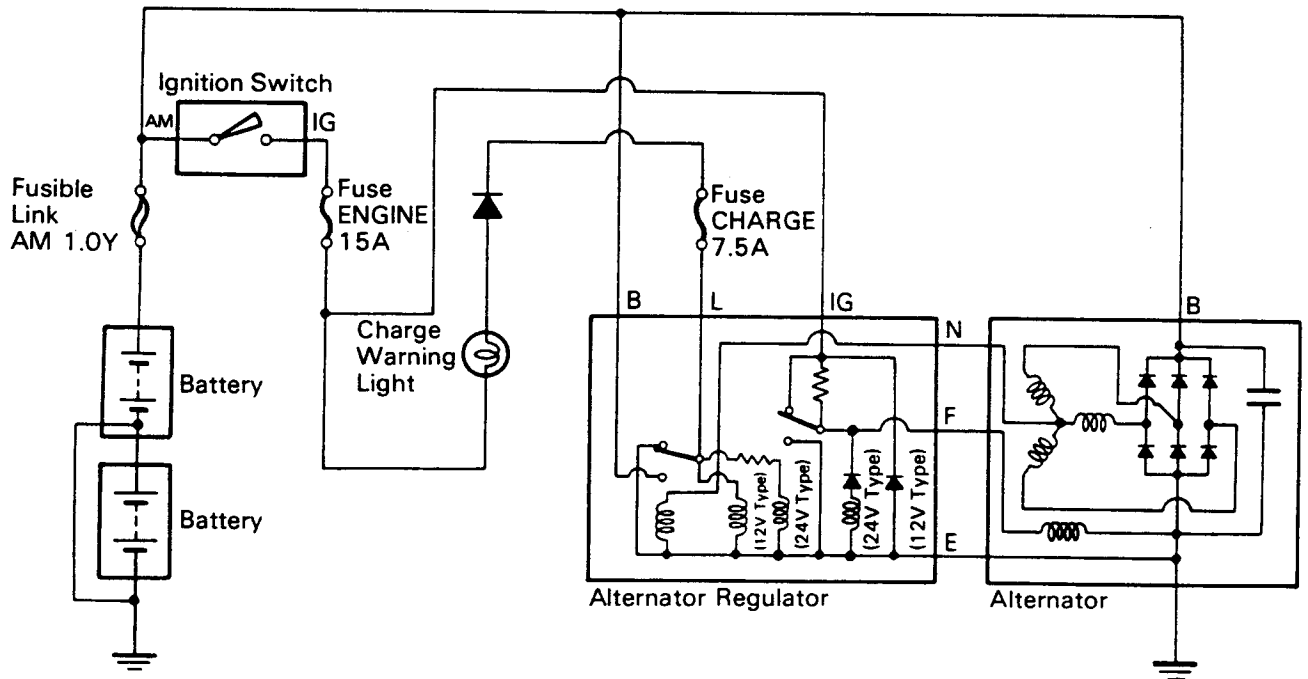 Ignition Switch
AM
IG
Fusible
Link
AM 1.0Y
Fuse
ENGINE
15A
Fuse
CHARGE
7.5A
Battery
Battery
Charge
Warning
Light
B
L
IG
N
F
E
(12V Type)
(24V Type)
(24V Type)
(12V Type)
Alternator Regulator
B
Alternator